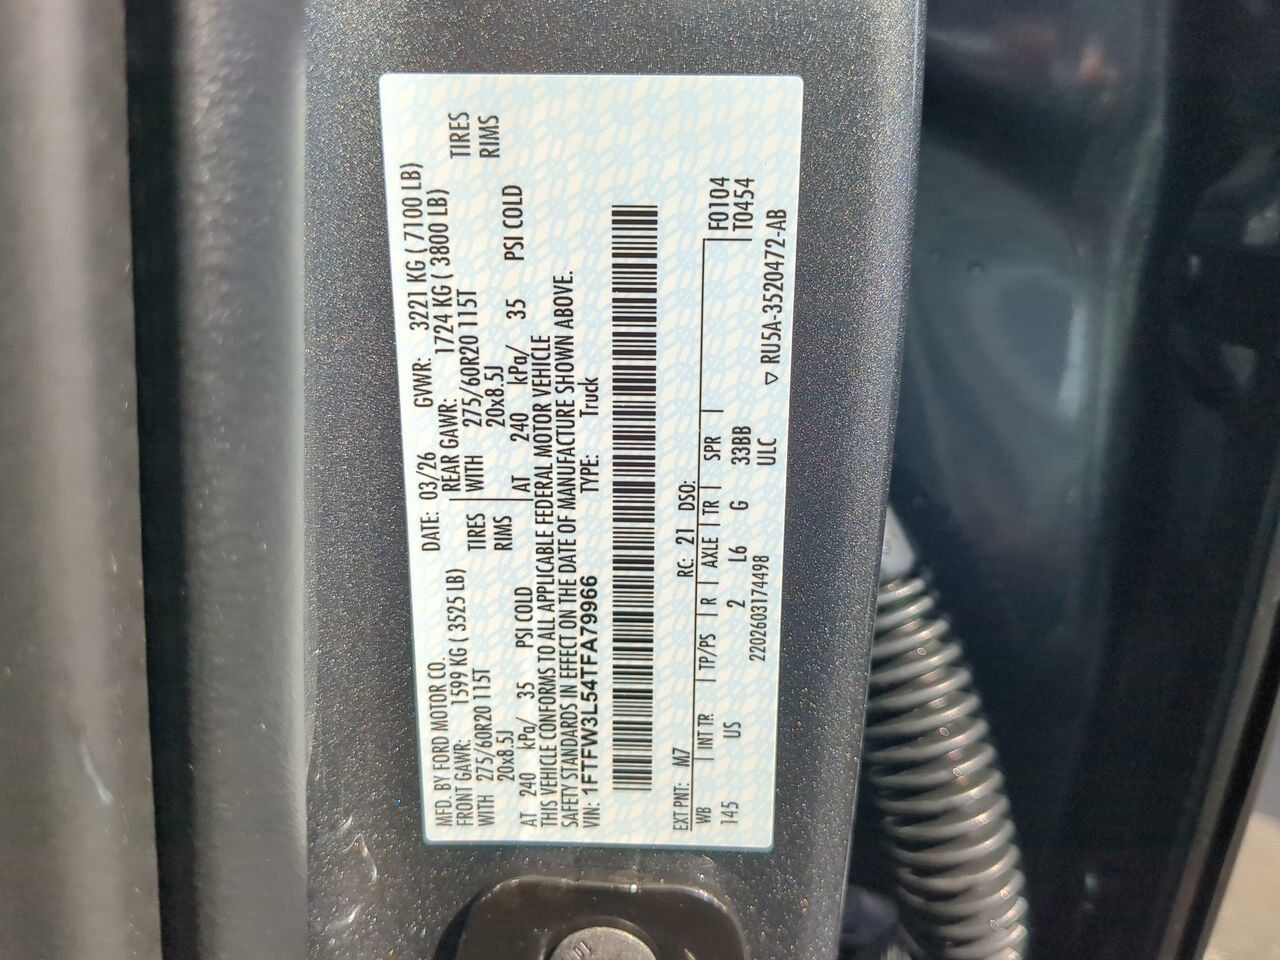 MFD. BY FORD MOTOR CO. DATE: 03/26 GVWR: 3221 KG ( 7100 LB)
FRONT GAWR: 1599 KG ( 3525 LB) REAR GAWR: 1724 KG ( 3800 LB)
WITH 275/60R20 115T TIRES WITH 275/60R20 115T TIRES
20x8.5J RIMS 20x8.5J RIMS
AT 240 kPa/ 35 PSI COLD AT 240 kPa/ 35 PSI COLD
THIS VEHICLE CONFORMS TO ALL APPLICABLE FEDERAL MOTOR VEHICLE
SAFETY STANDARDS IN EFFECT ON THE DATE OF MANUFACTURE SHOWN ABOVE.
VIN: 1FTFW3L54TFA79966 TYPE: Truck
EXT PNT: M7 RC: 21 DSO:
WB INT TR TP/PS R AXLE TR SPR F0104
145 US 2 L6 G 33BB T0454
2202603174498 ULC
▽ RU5A-3520472-AB